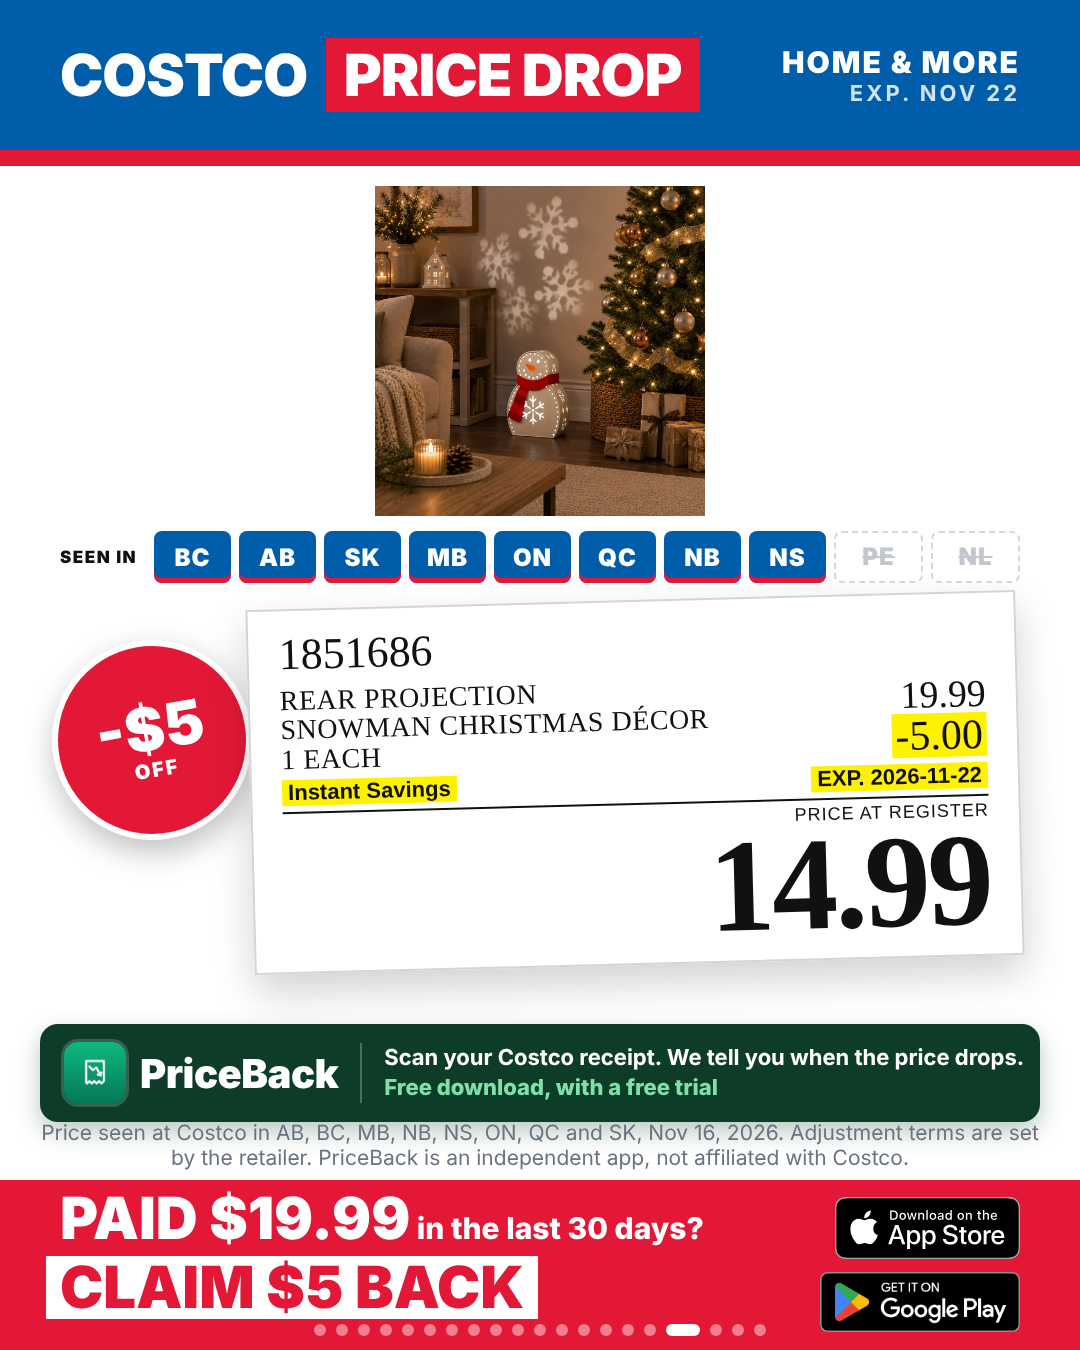 COSTCO PRICE DROP
HOME & MORE
EXP. NOV 22
SEEN IN BC AB SK MB ON QC NB NS PE NL
1851686
REAR PROJECTION
SNOWMAN CHRISTMAS DÉCOR
1 EACH
Instant Savings
19.99
-5.00
EXP. 2026-11-22
PRICE AT REGISTER
14.99
-$5
OFF
PriceBack
Scan your Costco receipt. We tell you when the price drops.
Free download, with a free trial
Price seen at Costco in AB, BC, MB, NB, NS, ON, QC and SK, Nov 16, 2026. Adjustment terms are set
by the retailer. PriceBack is an independent app, not affiliated with Costco.
PAID $19.99 in the last 30 days?
CLAIM $5 BACK
Download on the
App Store
GET IT ON
Google Play